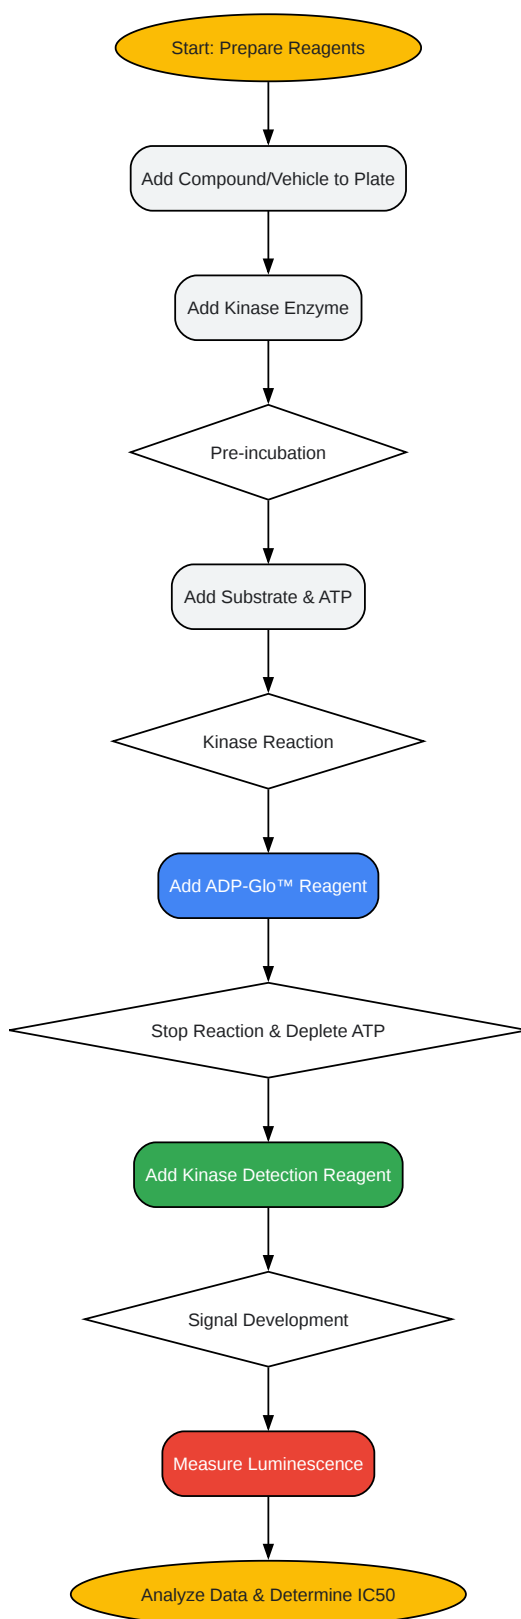 Start: Prepare Reagents
Add Compound/Vehicle to Plate
Add Kinase Enzyme
Pre-incubation
Add Substrate & ATP
Kinase Reaction
Add ADP-Glo™ Reagent
Stop Reaction & Deplete ATP
Add Kinase Detection Reagent
Signal Development
Measure Luminescence
Analyze Data & Determine IC50